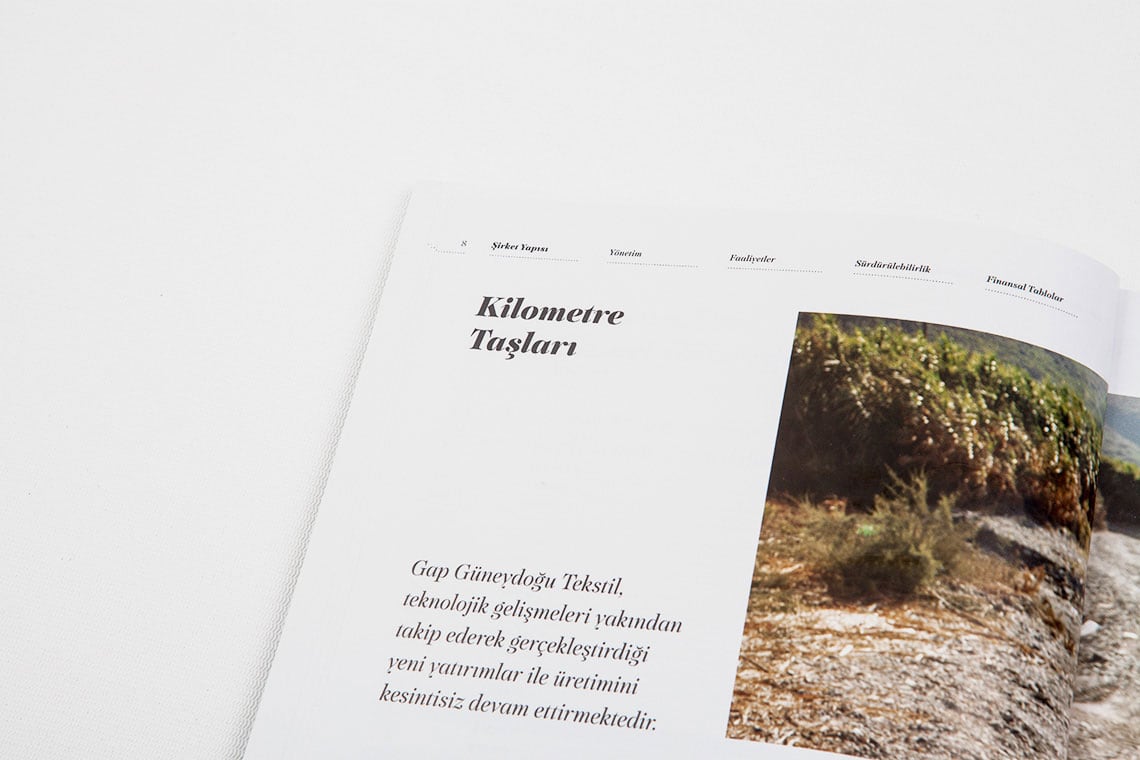 8 Şirket Yapısı Yönetim Faaliyetler Sürdürülebilirlik Finansal Tablolar
Kilometre
Taşları
Gap Güneydoğu Tekstil,
teknolojik gelişmeleri yakından
takip ederek gerçekleştirdiği
yeni yatırımlar ile üretimini
kesintisiz devam ettirmektedir.